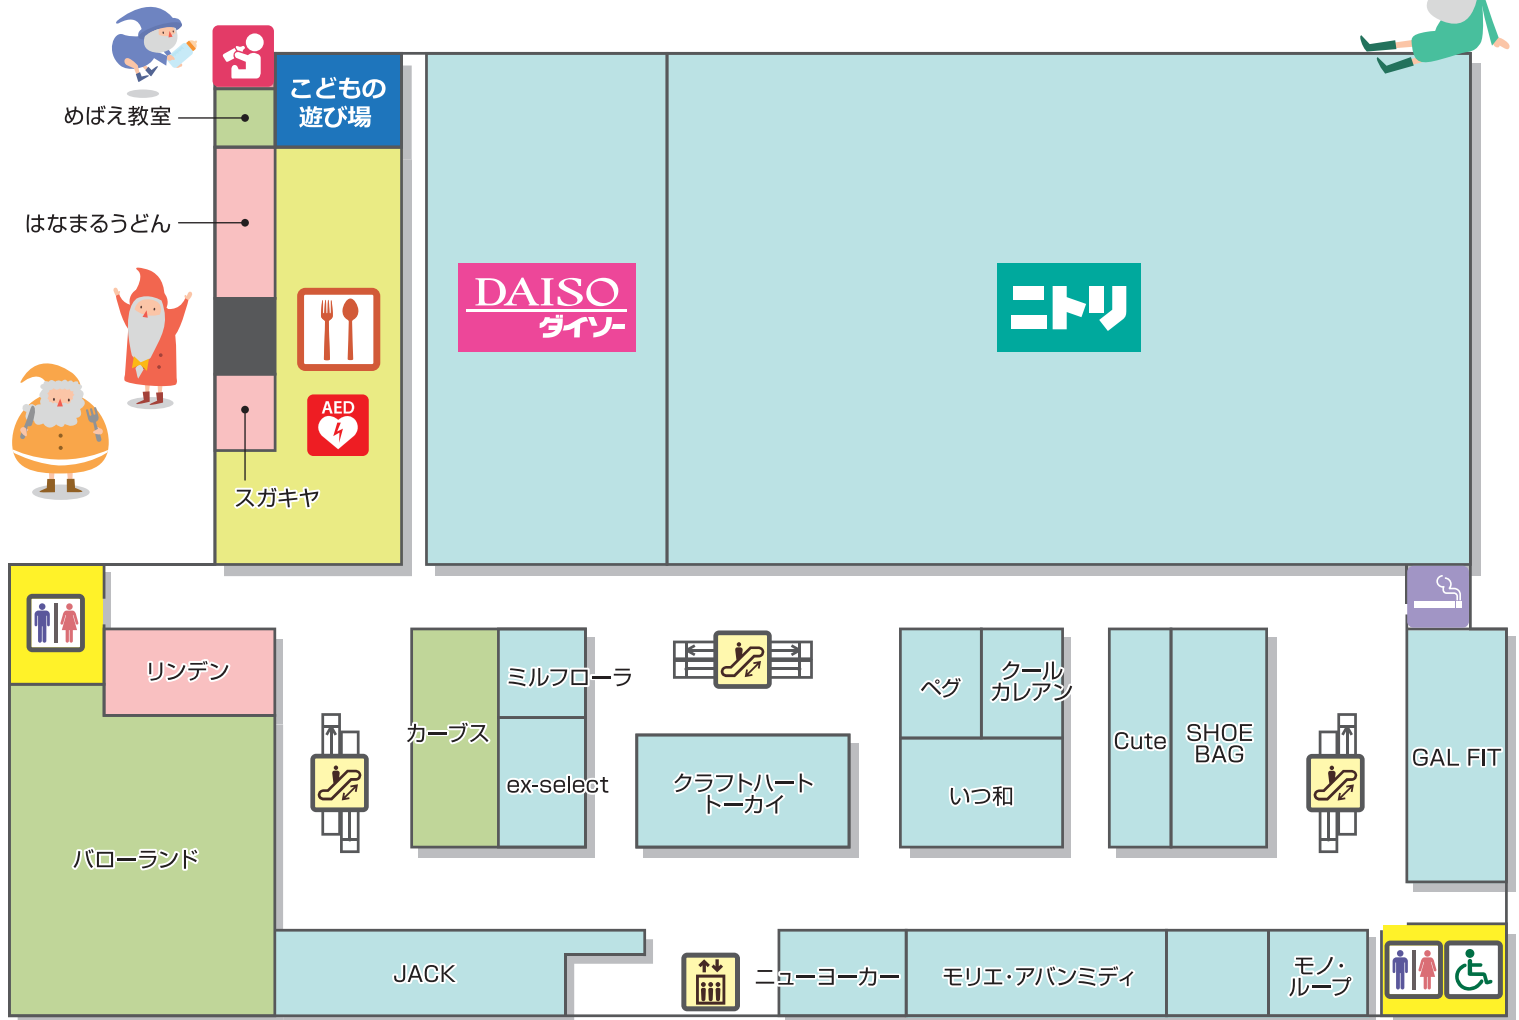 こどもの
遊び場
めばえ教室
はなまるうどん
DAISO
ダイソー
ニトリ
AED
スガキヤ
リンデン
ミルフローラ
カーブス
ex-select
クラフトハート
トーカイ
ペグ
クール
カレアン
いつ和
Cute
SHOE
BAG
GAL FIT
バローランド
JACK
ニューヨーカー
モリエ・アバンミディ
モノ・
ループ